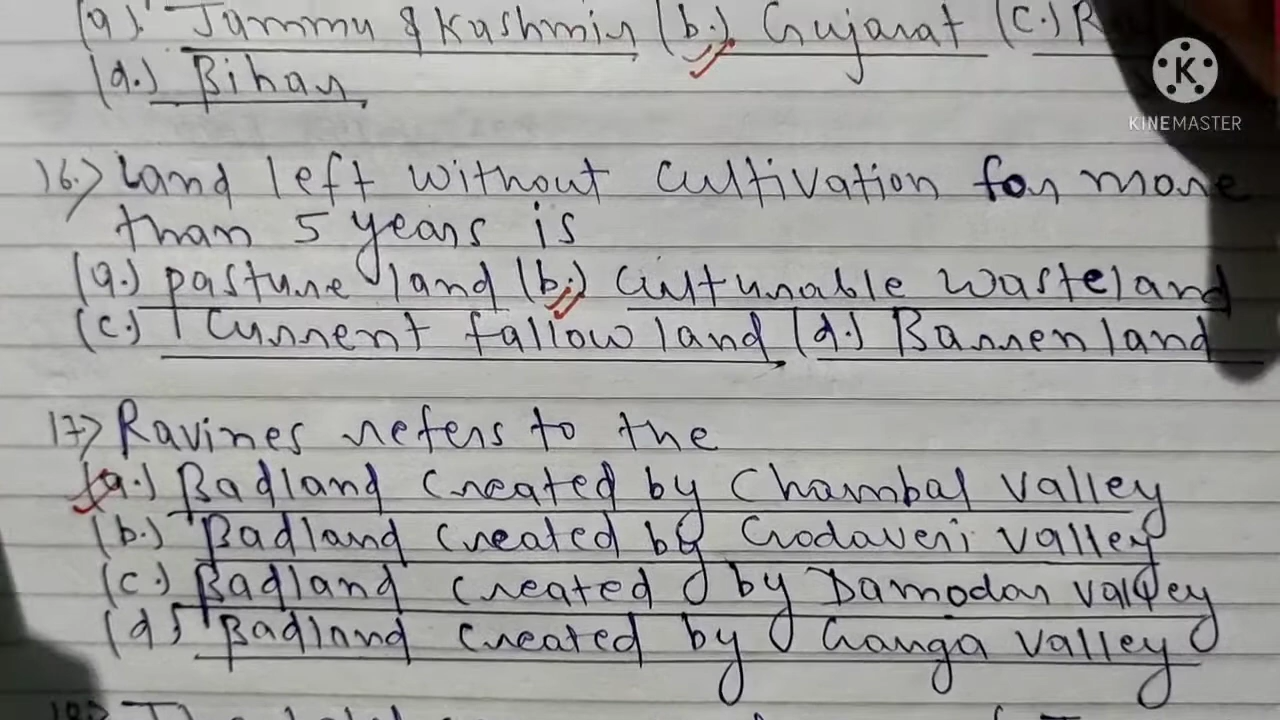 (a.) Jammu & Kashmir (b.) Gujarat (c.) R
(d.) Bihar
KINEMASTER
16.) Land left without cultivation for more
than 5 years is
(a.) pasture land (b.) culturable wasteland
(c.) Current fallow land (d.) Barren land
17.) Ravines refers to the
(a.) Badland created by Chambal valley
(b.) Badland created by Godaveri valley
(c.) Badland created by Damodar valley
(d.) Badland created by Ganga valley
18.)